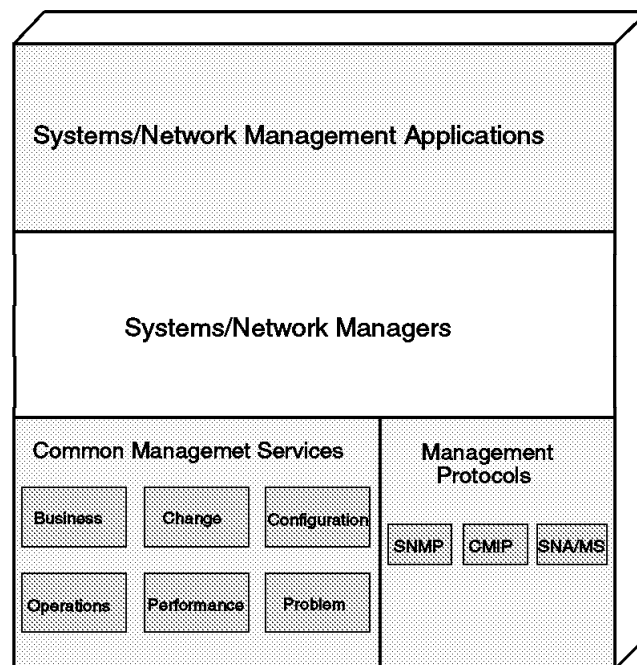 Systems/Network Management Applications
Systems/Network Managers
Common Managemet Services
Business
Change
Configuration
Operations
Performance
Problem
Management
Protocols
SNMP
CMIP
SNA/MS